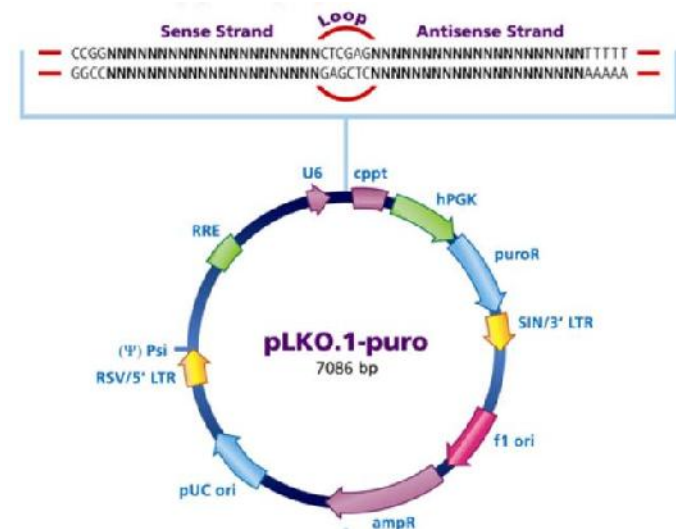 Loop
Sense Strand Antisense Strand
CCGGNNNNNNNNNNNNNNNNNNNNNCTCGAGNNNNNNNNNNNNNNNNNNNNNTTTTT
GGCCNNNNNNNNNNNNNNNNNNNNNGAGCTCNNNNNNNNNNNNNNNNNNNNNAAAAA
U6 cppt
hPGK
RRE
puroR
SIN/3' LTR
pLKO.1-puro
7086 bp
(Ψ) Psi
RSV/5' LTR
f1 ori
pUC ori
ampR